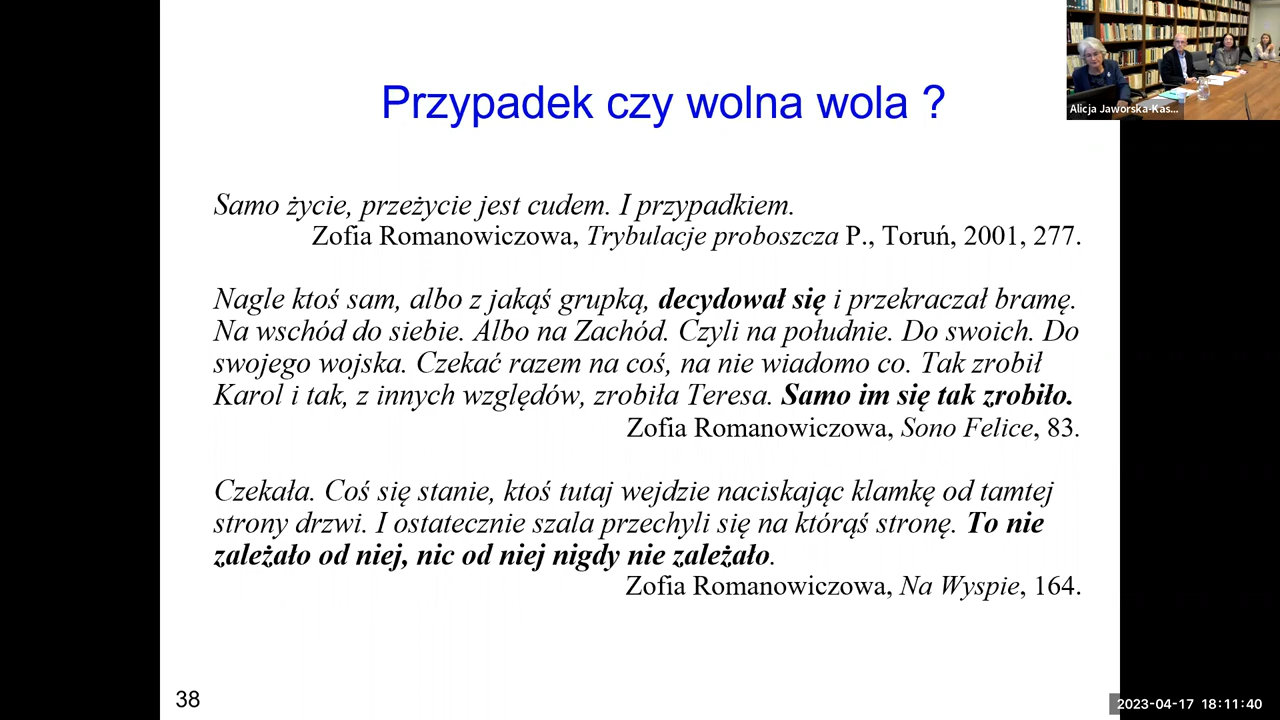 Przypadek czy wolna wola ?
Alicja Jaworska-Kas...
Samo życie, przeżycie jest cudem. I przypadkiem.
Zofia Romanowiczowa, Trybulacje proboszcza P., Toruń, 2001, 277.
Nagle ktoś sam, albo z jakąś grupką, decydował się i przekraczał bramę.
Na wschód do siebie. Albo na Zachód. Czyli na południe. Do swoich. Do
swojego wojska. Czekać razem na coś, na nie wiadomo co. Tak zrobił
Karol i tak, z innych względów, zrobiła Teresa. Samo im się tak zrobiło.
Zofia Romanowiczowa, Sono Felice, 83.
Czekała. Coś się stanie, ktoś tutaj wejdzie naciskając klamkę od tamtej
strony drzwi. I ostatecznie szala przechyli się na którąś stronę. To nie
zależało od niej, nic od niej nigdy nie zależało.
Zofia Romanowiczowa, Na Wyspie, 164.
38
2023-04-17 18:11:40